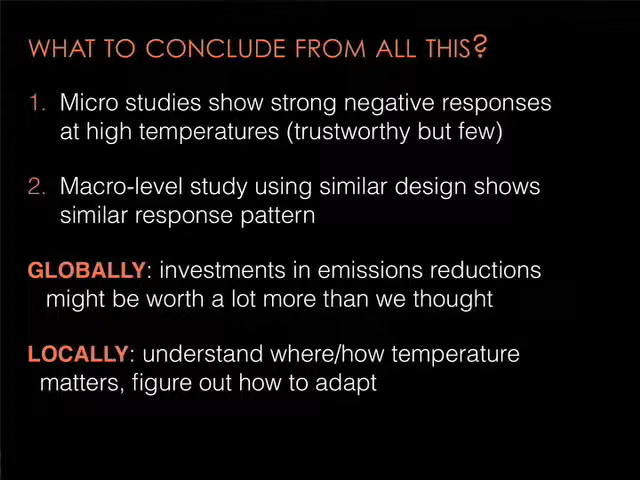 WHAT TO CONCLUDE FROM ALL THIS?
1. Micro studies show strong negative responses
at high temperatures (trustworthy but few)
2. Macro-level study using similar design shows
similar response pattern
GLOBALLY: investments in emissions reductions
might be worth a lot more than we thought
LOCALLY: understand where/how temperature
matters, figure out how to adapt